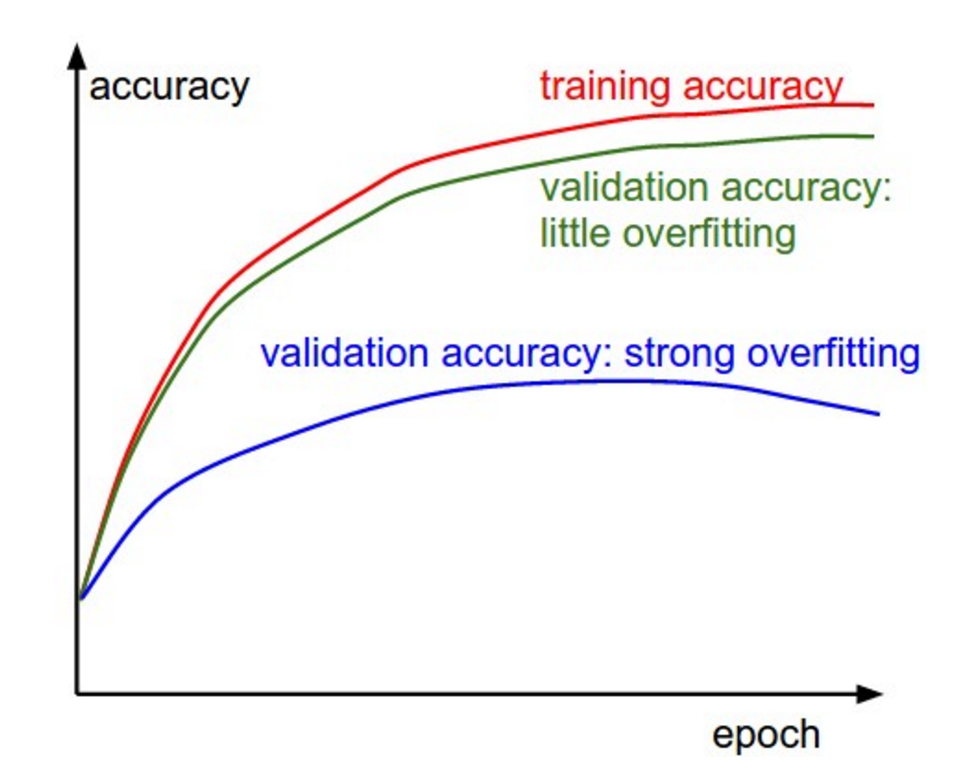 accuracy
training accuracy
validation accuracy:
little overfitting
validation accuracy: strong overfitting
epoch